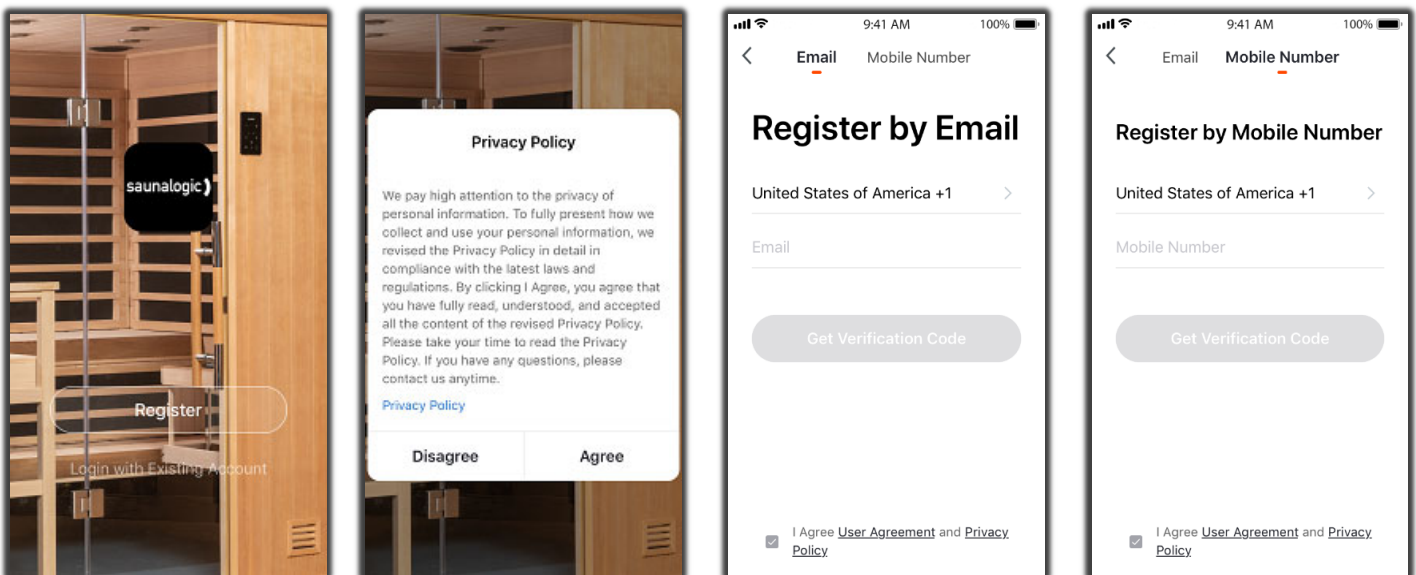 saunalogic
Register
Login with Existing Account
Privacy Policy
We pay high attention to the privacy of
personal information. To fully present how we
collect and use your personal information, we
revised the Privacy Policy in detail in
compliance with the latest laws and
regulations. By clicking I Agree, you agree that
you have fully read, understood, and accepted
all the content of the revised Privacy Policy.
Please take your time to read the Privacy
Policy. If you have any questions, please
contact us anytime.
Privacy Policy
Disagree
Agree
9:41 AM
100%
Email
Mobile Number
Register by Email
United States of America +1
Email
Get Verification Code
I Agree User Agreement and Privacy
Policy
9:41 AM
100%
Email
Mobile Number
Register by Mobile Number
United States of America +1
Mobile Number
Get Verification Code
I Agree User Agreement and Privacy
Policy